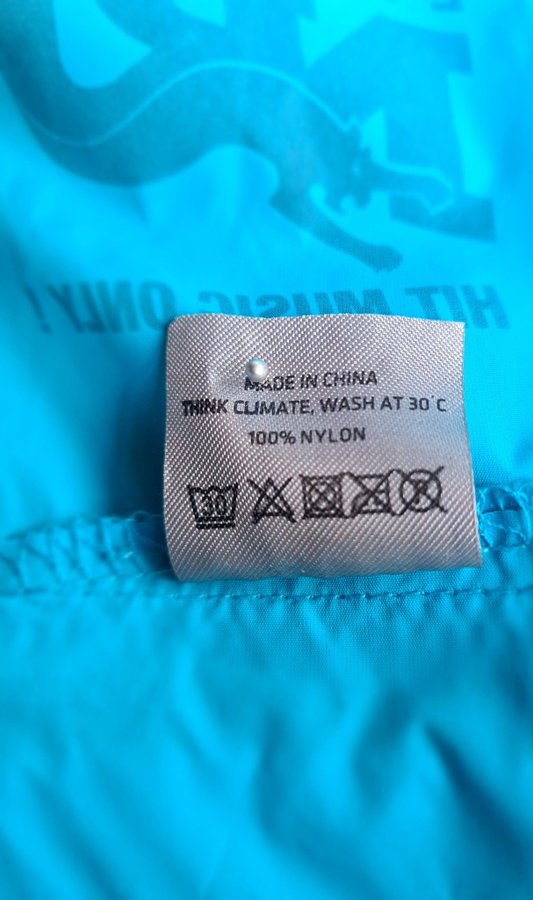 HIT MUSIC ONLY!
MADE IN CHINA
THINK CLIMATE, WASH AT 30°C
100% NYLON
30